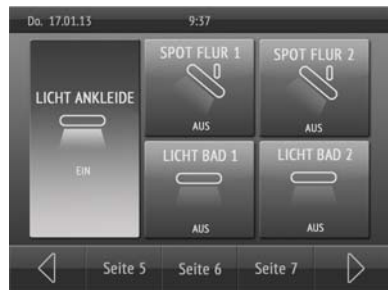 Do. 17.01.13 9:37
LICHT ANKLEIDE
EIN
SPOT FLUR 1
AUS
SPOT FLUR 2
AUS
LICHT BAD 1
AUS
LICHT BAD 2
AUS
Seite 5 Seite 6 Seite 7